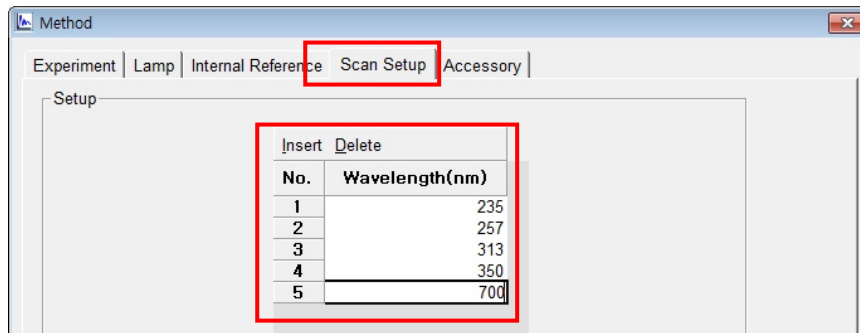 Method
Experiment Lamp Internal Reference Scan Setup Accessory
Setup
Insert Delete
No. Wavelength(nm)
1 235
2 257
3 313
4 350
5 700